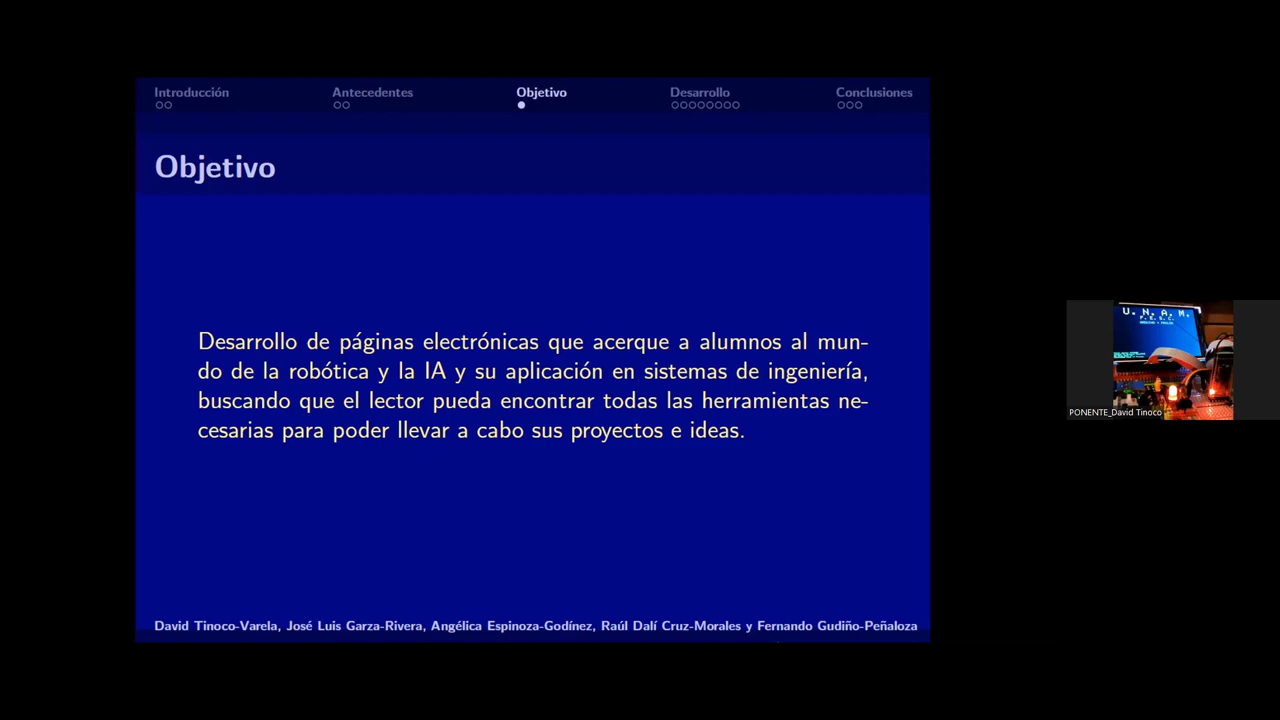 Introducción Antecedentes Objetivo Desarrollo Conclusiones
Objetivo
Desarrollo de páginas electrónicas que acerque a alumnos al mun-
do de la robótica y la IA y su aplicación en sistemas de ingeniería,
buscando que el lector pueda encontrar todas las herramientas ne-
cesarias para poder llevar a cabo sus proyectos e ideas.
David Tinoco-Varela, José Luis Garza-Rivera, Angélica Espinoza-Godínez, Raúl Dalí Cruz-Morales y Fernando Gudiño-Peñaloza
U. N. A. M.
PONENTE_David Tinoco